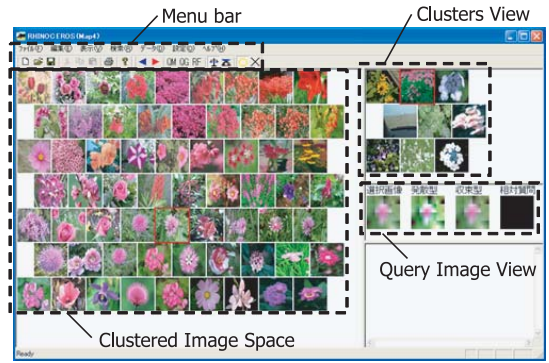 Menu bar
Clusters View
RHINOCEROS (Map4)
ファイル(F) 編集(E) 表示(V) 検索(R) データ(D) 設定(O) ヘルプ(H)
QM QG RF
選択画像 発散型 収束型 相対質問
Query Image View
Clustered Image Space
Ready